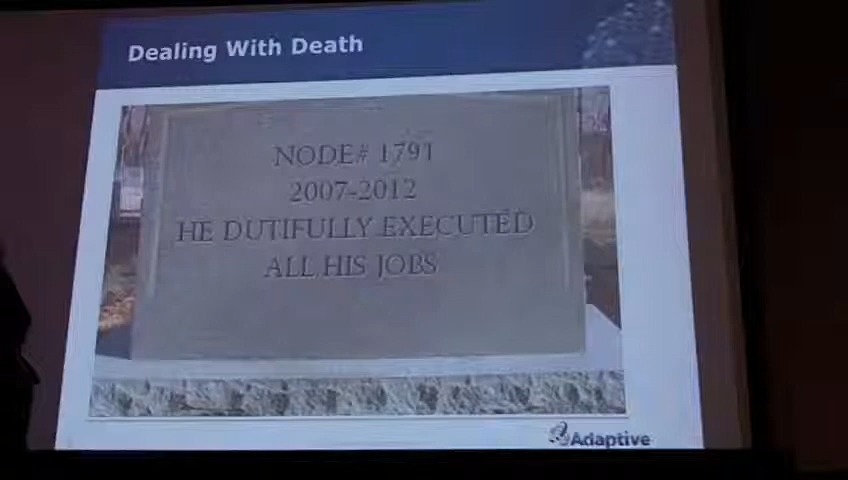 Dealing With Death
NODE# 1791
2007-2012
HE DUTIFULLY EXECUTED
ALL HIS JOBS
Adaptive